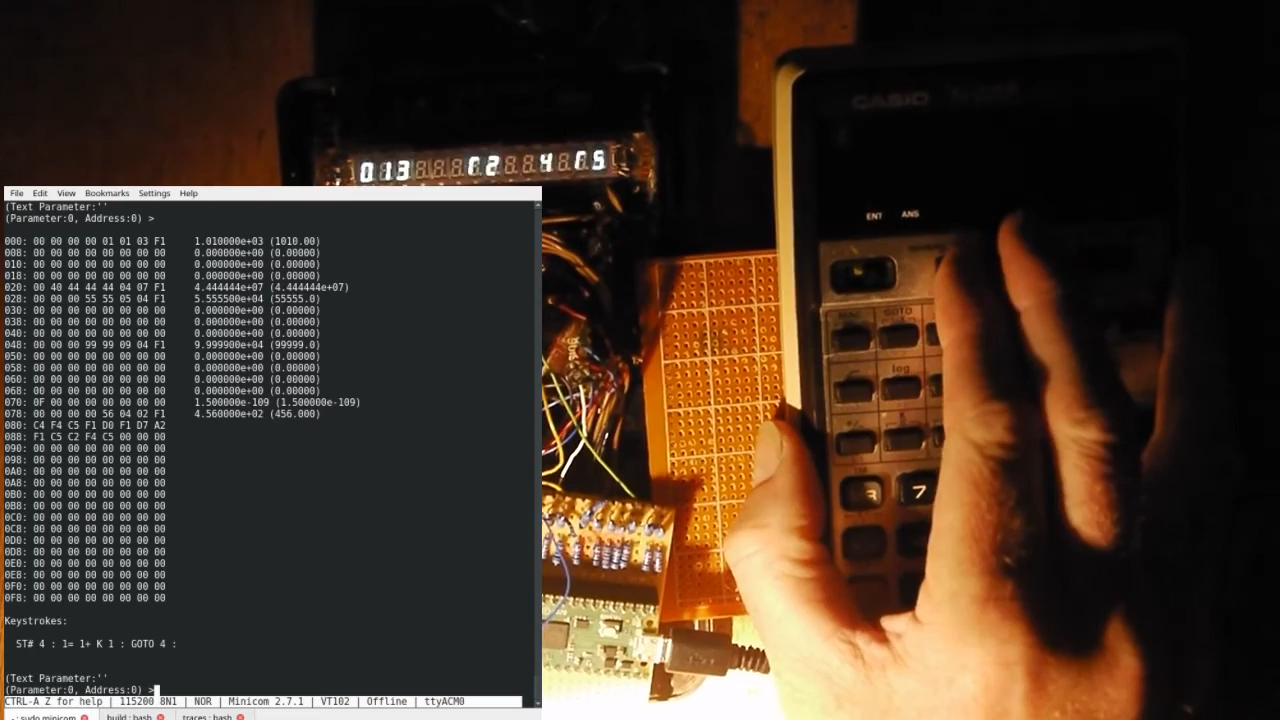 CASIO
013 r2 4 r5
ENT ANS
GOTO
log
7
File Edit View Bookmarks Settings Help
(Text Parameter:''
(Parameter:0, Address:0) >
000: 00 00 00 00 01 01 03 F1 1.010000e+03 (1010.00)
008: 00 00 00 00 00 00 00 00 0.000000e+00 (0.00000)
010: 00 00 00 00 00 00 00 00 0.000000e+00 (0.00000)
018: 00 00 00 00 00 00 00 00 0.000000e+00 (0.00000)
020: 00 40 44 44 44 04 07 F1 4.444444e+07 (4.444444e+07)
028: 00 00 00 55 55 05 04 F1 5.555500e+04 (55555.0)
030: 00 00 00 00 00 00 00 00 0.000000e+00 (0.00000)
038: 00 00 00 00 00 00 00 00 0.000000e+00 (0.00000)
040: 00 00 00 00 00 00 00 00 0.000000e+00 (0.00000)
048: 00 00 00 99 99 09 04 F1 9.999900e+04 (99999.0)
050: 00 00 00 00 00 00 00 00 0.000000e+00 (0.00000)
058: 00 00 00 00 00 00 00 00 0.000000e+00 (0.00000)
060: 00 00 00 00 00 00 00 00 0.000000e+00 (0.00000)
068: 00 00 00 00 00 00 00 00 0.000000e+00 (0.00000)
070: 0F 00 00 00 00 00 00 00 1.500000e-109 (1.500000e-109)
078: 00 00 00 00 56 04 02 F1 4.560000e+02 (456.000)
080: C4 F4 C5 F1 D0 F1 D7 A2
088: F1 C5 C2 F4 C5 00 00 00
090: 00 00 00 00 00 00 00 00
098: 00 00 00 00 00 00 00 00
0A0: 00 00 00 00 00 00 00 00
0A8: 00 00 00 00 00 00 00 00
0B0: 00 00 00 00 00 00 00 00
0B8: 00 00 00 00 00 00 00 00
0C0: 00 00 00 00 00 00 00 00
0C8: 00 00 00 00 00 00 00 00
0D0: 00 00 00 00 00 00 00 00
0D8: 00 00 00 00 00 00 00 00
0E0: 00 00 00 00 00 00 00 00
0E8: 00 00 00 00 00 00 00 00
0F0: 00 00 00 00 00 00 00 00
0F8: 00 00 00 00 00 00 00 00
Keystrokes:
ST# 4 : 1= 1+ K 1 : GOTO 4 :
(Text Parameter:''
(Parameter:0, Address:0) >
CTRL-A Z for help | 115200 8N1 | NOR | Minicom 2.7.1 | VT102 | Offline | ttyACM0
- : sudo minicom build : bash traces : bash